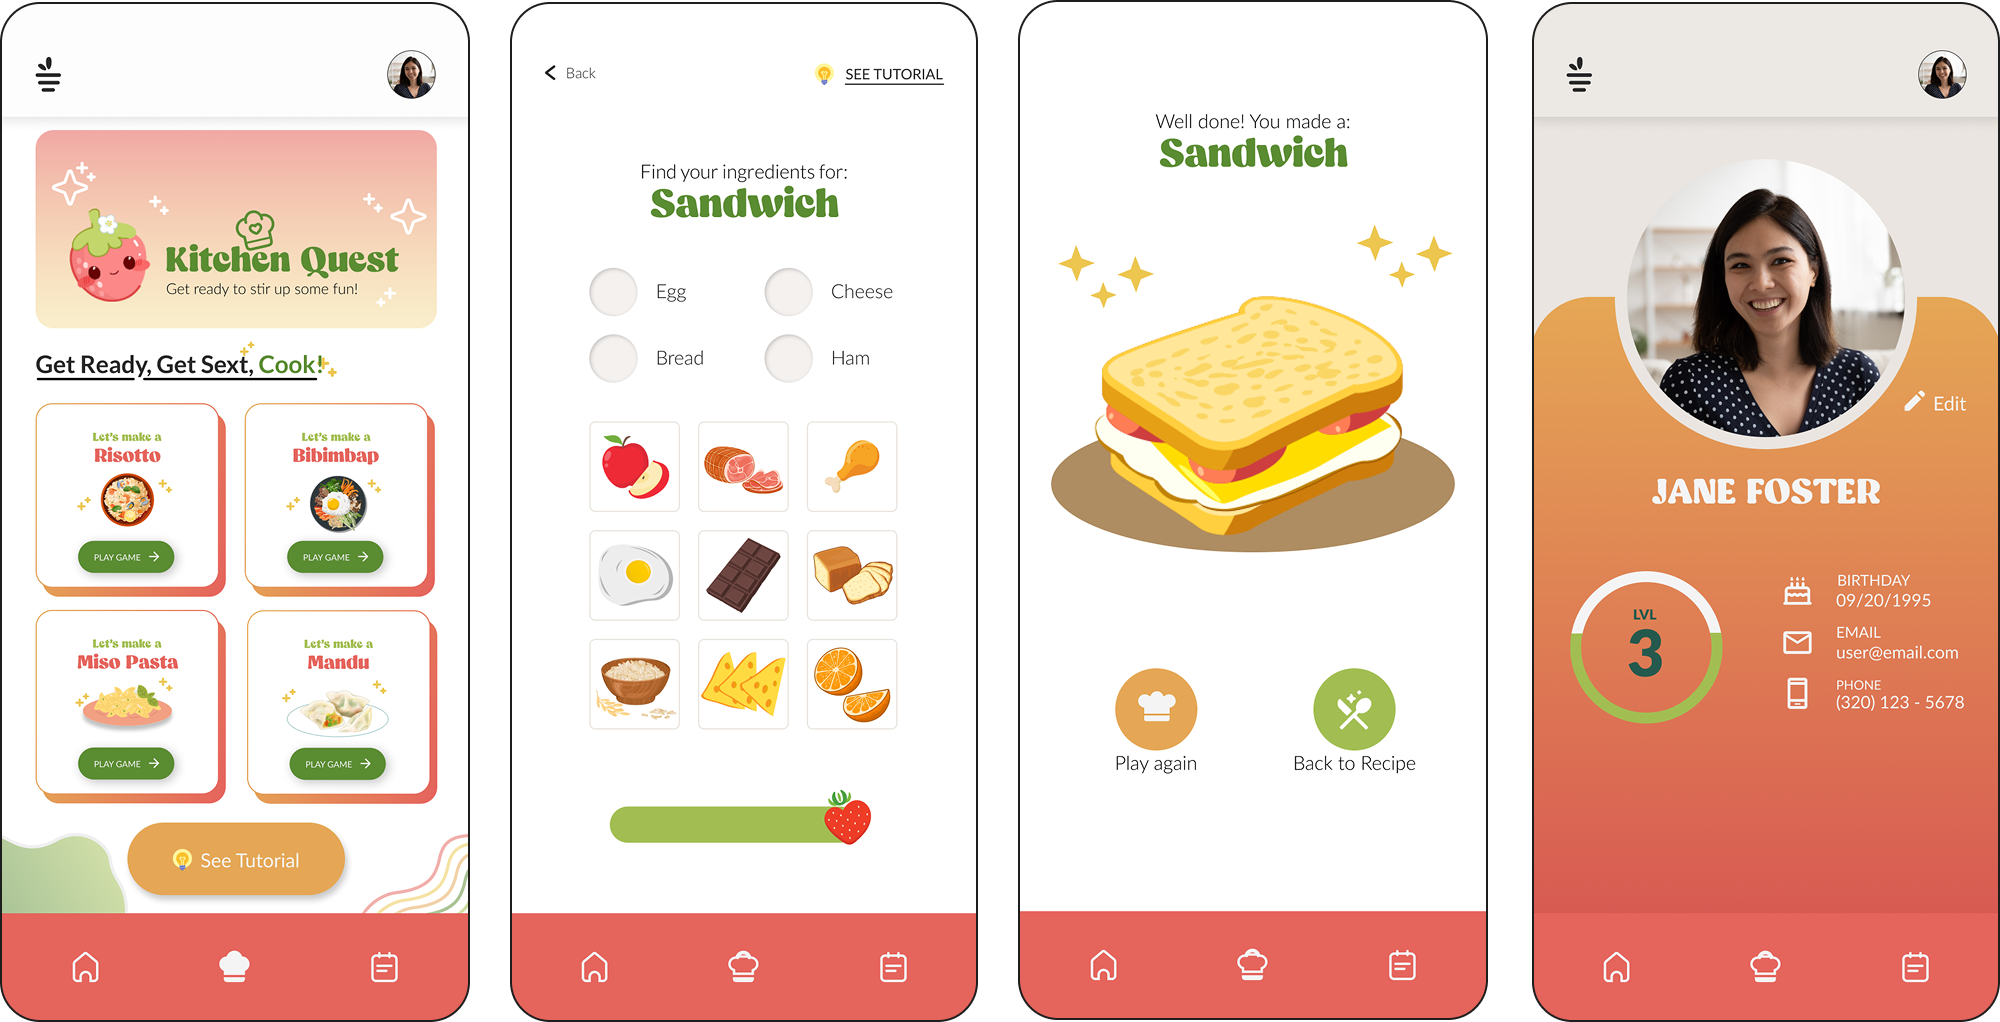 Kitchen Quest
Get ready to stir up some fun!
Get Ready, Get Sext, Cook!
Let's make a
Risotto
PLAY GAME
Let's make a
Bibimbap
PLAY GAME
Let's make a
Miso Pasta
PLAY GAME
Let's make a
Mandu
PLAY GAME
See Tutorial
Back
SEE TUTORIAL
Find your ingredients for:
Sandwich
Egg
Cheese
Bread
Ham
Well done! You made a:
Sandwich
Play again
Back to Recipe
Edit
JANE FOSTER
LVL
3
BIRTHDAY
09/20/1995
EMAIL
user@email.com
PHONE
(320) 123 - 5678